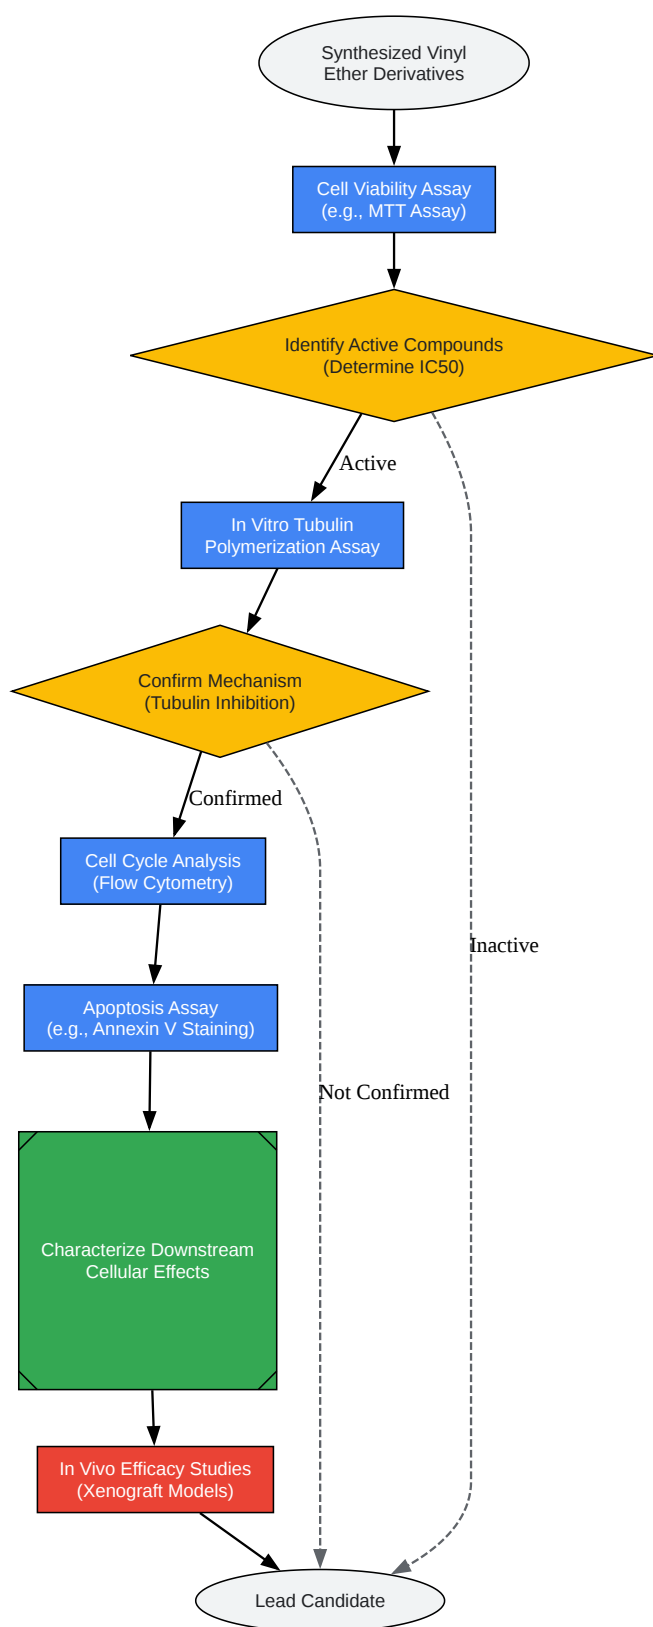 Synthesized Vinyl
Ether Derivatives
Cell Viability Assay
(e.g., MTT Assay)
Identify Active Compounds
(Determine IC50)
Active
In Vitro Tubulin
Polymerization Assay
Confirm Mechanism
(Tubulin Inhibition)
Confirmed
Cell Cycle Analysis
(Flow Cytometry)
Inactive
Apoptosis Assay
(e.g., Annexin V Staining)
Not Confirmed
Characterize Downstream
Cellular Effects
In Vivo Efficacy Studies
(Xenograft Models)
Lead Candidate